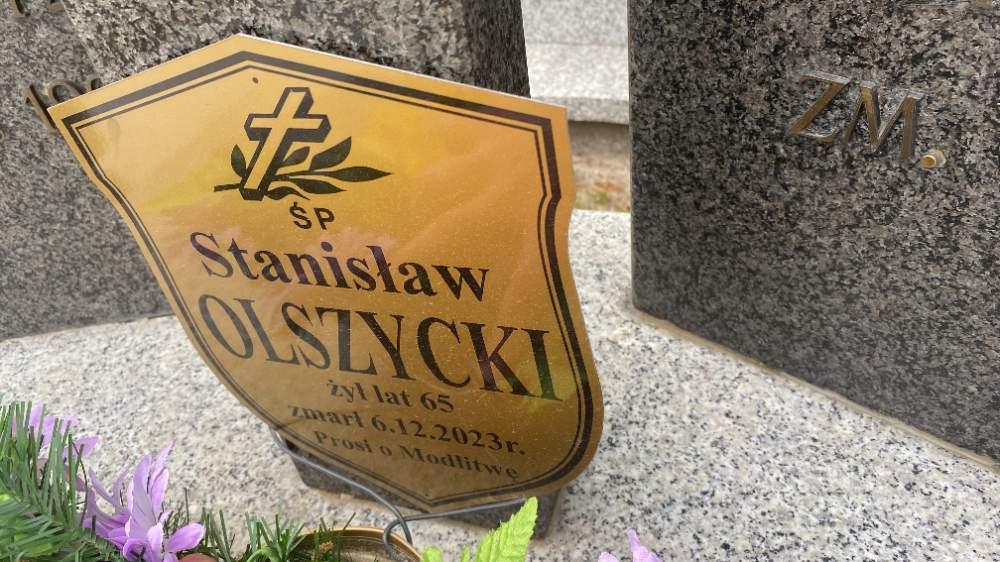 ŚP
Stanisław
OLSZYCKI
żył lat 65
zmarł 6.12.2023r.
Prosi o Modlitwę
ZM.